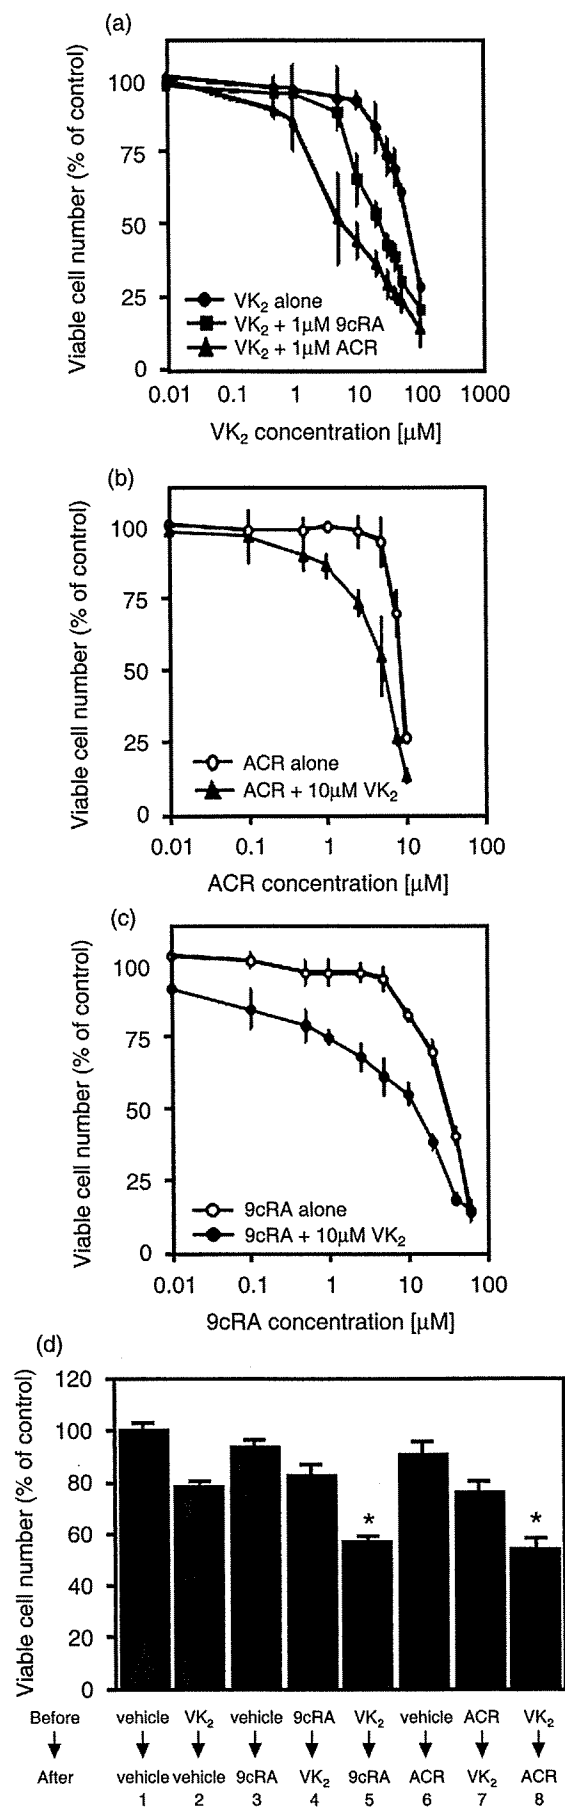 (a)
Viable cell number (% of control)
100
75
50
25
0
VK₂ alone
VK₂ + 1μM 9cRA
VK₂ + 1μM ACR
0.01 0.1 1 10 100 1000
VK₂ concentration [μM]
(b)
Viable cell number (% of control)
100
75
50
25
0
ACR alone
ACR + 10μM VK₂
0.01 0.1 1 10 100
ACR concentration [μM]
(c)
Viable cell number (% of control)
100
75
50
25
0
9cRA alone
9cRA + 10μM VK₂
0.01 0.1 1 10 100
9cRA concentration [μM]
(d)
Viable cell number (% of control)
120
100
80
60
40
20
0
* *
Before vehicle VK₂ vehicle 9cRA VK₂ vehicle ACR VK₂
After vehicle vehicle 9cRA VK₂ 9cRA ACR VK₂ ACR
1 2 3 4 5 6 7 8